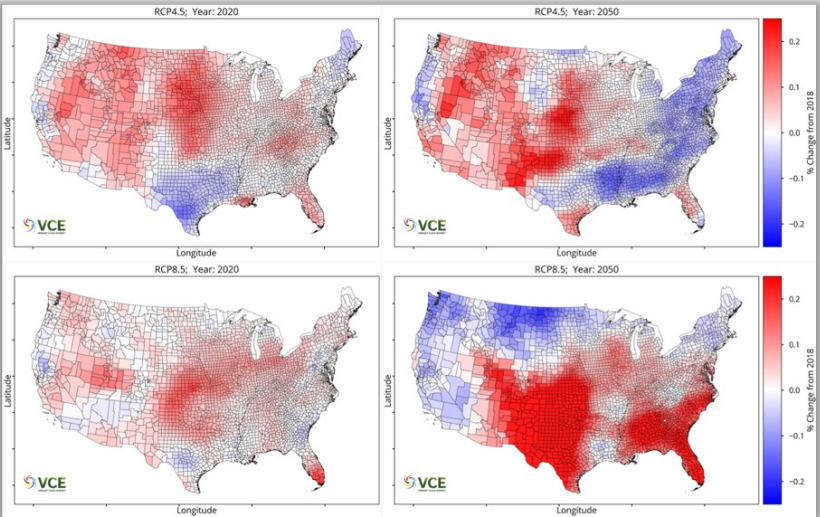 RCP4.5; Year: 2020
RCP4.5; Year: 2050
Latitude
VCE
Longitude
Latitude
VCE
Longitude
0.2
0.1
0.0
−0.1
−0.2
% Change from 2018
RCP8.5; Year: 2020
RCP8.5; Year: 2050
Latitude
VCE
Longitude
Latitude
VCE
Longitude
0.2
0.1
0.0
−0.1
−0.2
% Change from 2018